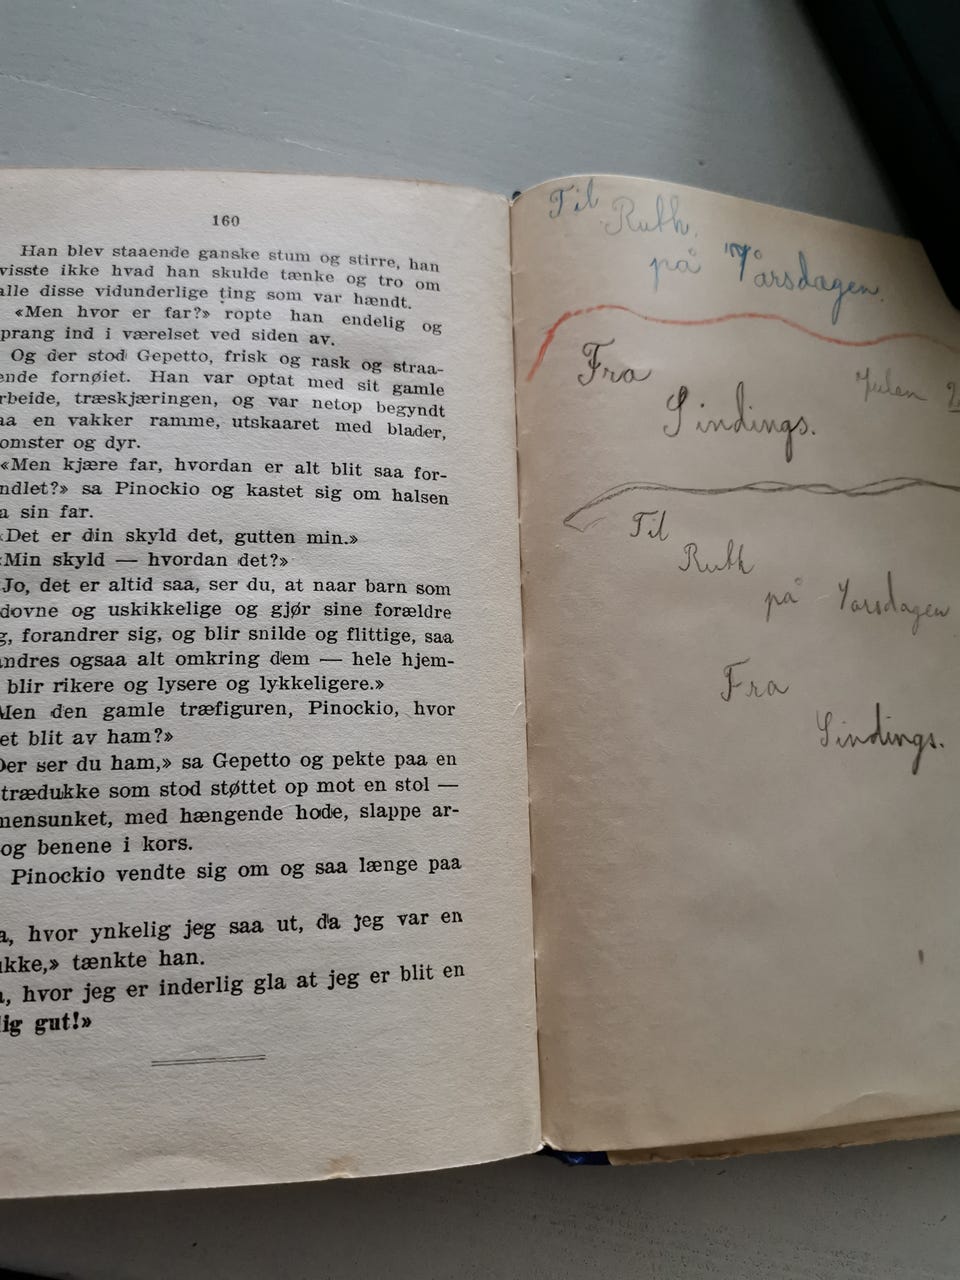 160
Han blev staaende ganske stum og stirre, han
visste ikke hvad han skulde tænke og tro om
alle disse vidunderlige ting som var hændt.
«Men hvor er far?» ropte han endelig og
prang ind i værelset ved siden av.
Og der stod Gepetto, frisk og rask og straa-
ende fornøiet. Han var optat med sit gamle
rbeide, træskjæringen, og var netop begyndt
aa en vakker ramme, utskaaret med blader,
omster og dyr.
«Men kjære far, hvordan er alt blit saa for-
ndlet?» sa Pinockio og kastet sig om halsen
a sin far.
«Det er din skyld det, gutten min.»
«Min skyld — hvordan det?»
Jo, det er altid saa, ser du, at naar barn som
dovne og uskikkelige og gjør sine forældre
g, forandrer sig, og blir snilde og flittige, saa
andres ogsaa alt omkring dem — hele hjem-
blir rikere og lysere og lykkeligere.»
Men den gamle træfiguren, Pinockio, hvor
et blit av ham?»
Der ser du ham,» sa Gepetto og pekte paa en
trædukke som stod støttet op mot en stol —
mensunket, med hængende hode, slappe ar-
og benene i kors.
Pinockio vendte sig om og saa længe paa
a, hvor ynkelig jeg saa ut, da jeg var en
ukke,» tænkte han.
a, hvor jeg er inderlig gla at jeg er blit en
lig gut!»
Til
Ruth.
på 7årsdagen.
Fra
Julen 2
Sindings.
Til
Ruth
på 7arsdagen
Fra
Sindings.